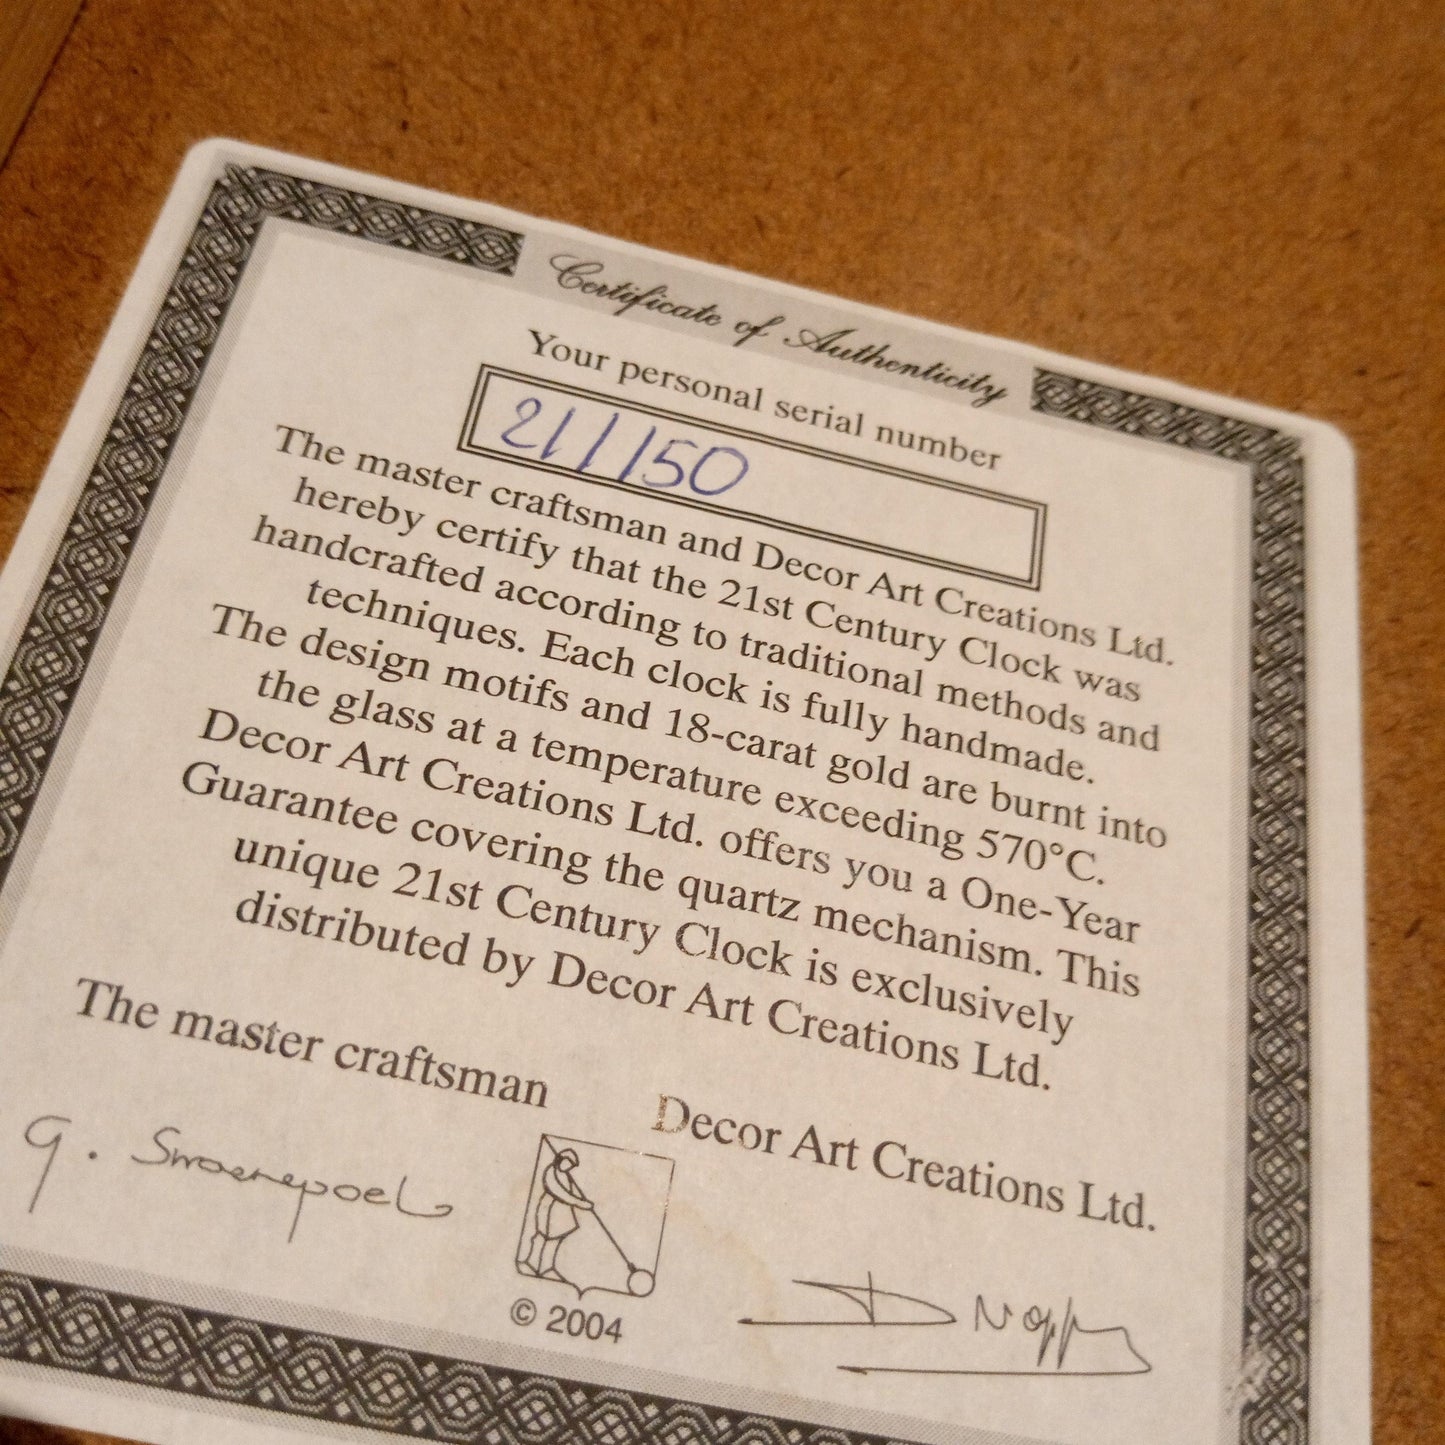 Certificate of Authenticity
Your personal serial number
21/150
The master craftsman and Decor Art Creations Ltd.
hereby certify that the 21st Century Clock was
handcrafted according to traditional methods and
techniques. Each clock is fully handmade.
The design motifs and 18-carat gold are burnt into
the glass at a temperature exceeding 570°C.
Decor Art Creations Ltd. offers you a One-Year
Guarantee covering the quartz mechanism. This
unique 21st Century Clock is exclusively
distributed by Decor Art Creations Ltd.
The master craftsman
Decor Art Creations Ltd.
G. Swaenepoel
© 2004